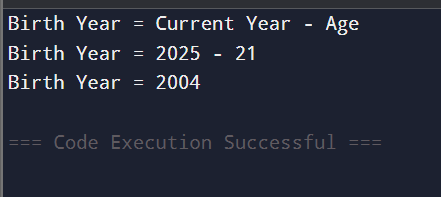 Birth Year = Current Year - Age
Birth Year = 2025 - 21
Birth Year = 2004
=== Code Execution Successful ===